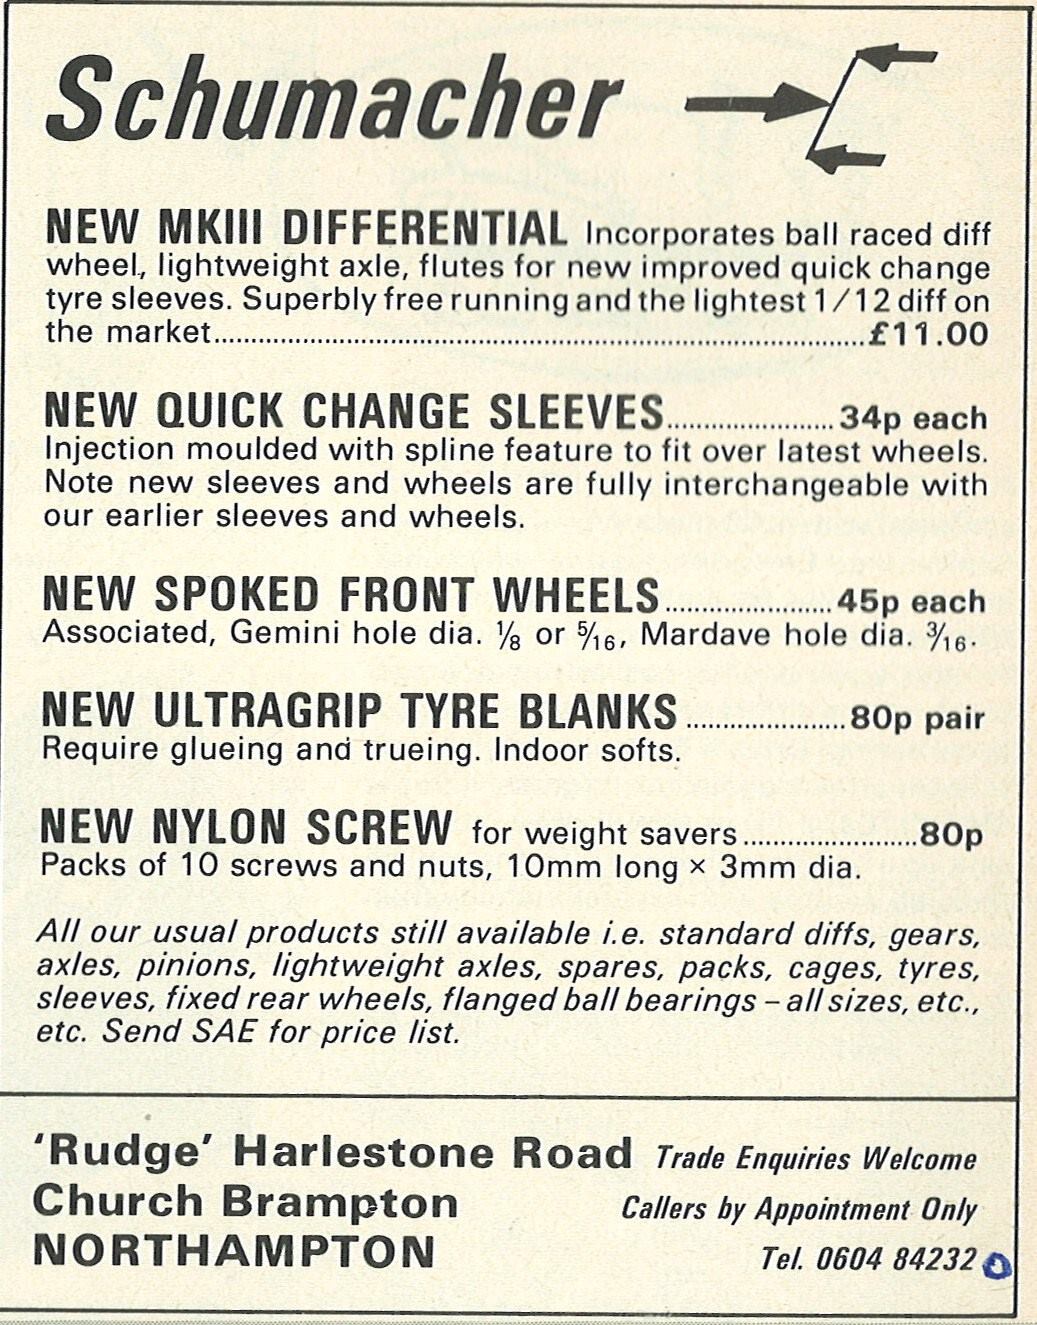 Schumacher
NEW MKIII DIFFERENTIAL Incorporates ball raced diff
wheel, lightweight axle, flutes for new improved quick change
tyre sleeves. Superbly free running and the lightest 1/12 diff on
the market..........£11.00
NEW QUICK CHANGE SLEEVES..........34p each
Injection moulded with spline feature to fit over latest wheels.
Note new sleeves and wheels are fully interchangeable with
our earlier sleeves and wheels.
NEW SPOKED FRONT WHEELS..........45p each
Associated, Gemini hole dia. ⅛ or 5/16, Mardave hole dia. 3/16.
NEW ULTRAGRIP TYRE BLANKS..........80p pair
Require glueing and trueing. Indoor softs.
NEW NYLON SCREW for weight savers..........80p
Packs of 10 screws and nuts, 10mm long × 3mm dia.
All our usual products still available i.e. standard diffs, gears,
axles, pinions, lightweight axles, spares, packs, cages, tyres,
sleeves, fixed rear wheels, flanged ball bearings – all sizes, etc.,
etc. Send SAE for price list.
'Rudge' Harlestone Road Trade Enquiries Welcome
Church Brampton Callers by Appointment Only
NORTHAMPTON Tel. 0604 842320